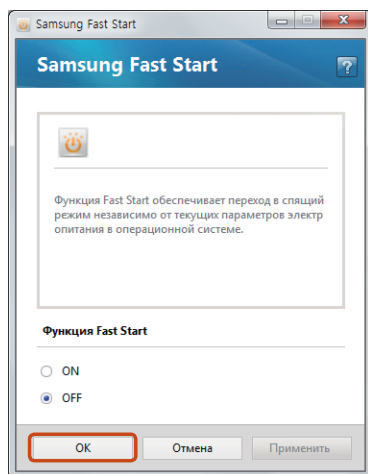 Samsung Fast Start
Samsung Fast Start
?
Функция Fast Start обеспечивает переход в спящий
режим независимо от текущих параметров электр
опитания в операционной системе.
Функция Fast Start
ON
OFF
OK
Отмена
Применить